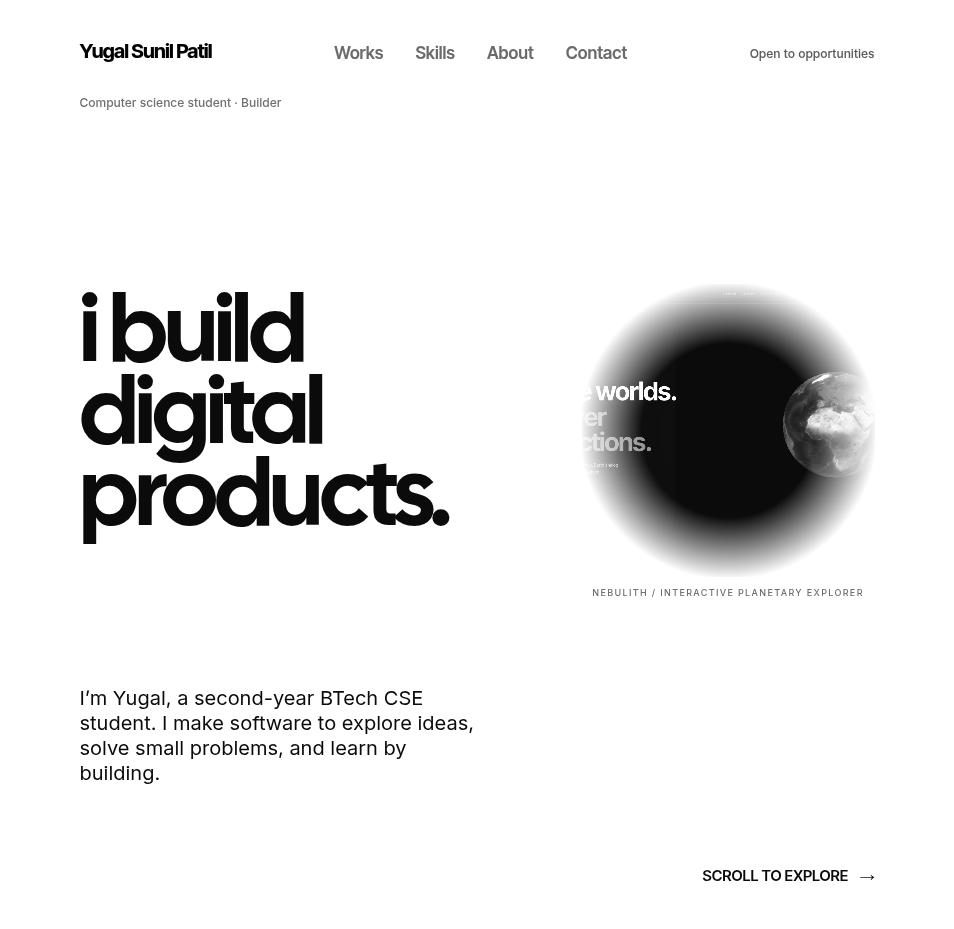 Yugal Sunil Patil
Works
Skills
About
Contact
Open to opportunities
Computer science student · Builder
i build
digital
products.
e worlds.
er
ctions.
NEBULITH / INTERACTIVE PLANETARY EXPLORER
I’m Yugal, a second-year BTech CSE
student. I make software to explore ideas,
solve small problems, and learn by
building.
SCROLL TO EXPLORE →